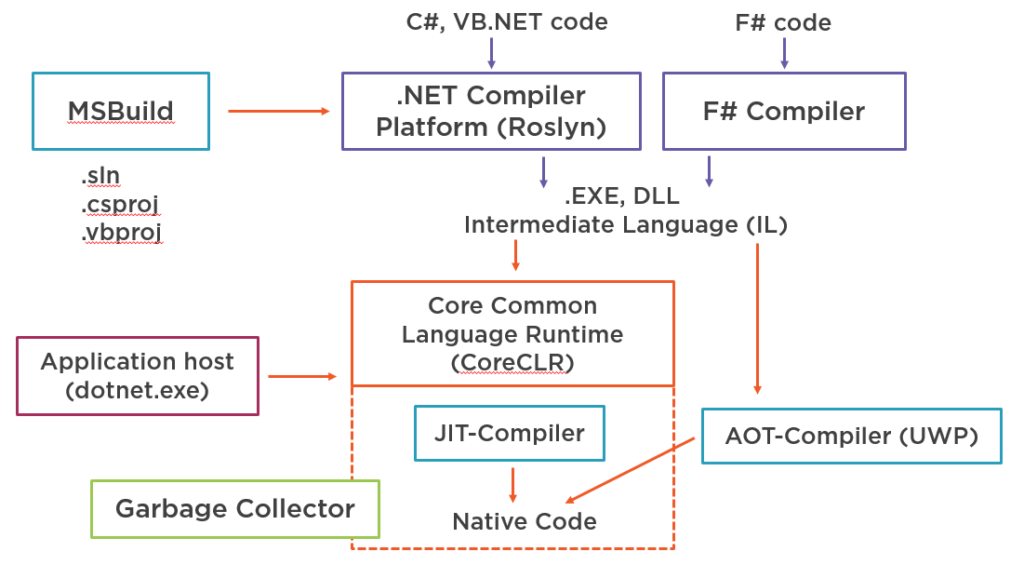 C#, VB.NET code
F# code
MSBuild
.NET Compiler
Platform (Roslyn)
F# Compiler
.sln
.csproj
.vbproj
.EXE, DLL
Intermediate Language (IL)
Core Common
Language Runtime
(CoreCLR)
Application host
(dotnet.exe)
JIT-Compiler
AOT-Compiler (UWP)
Garbage Collector
Native Code